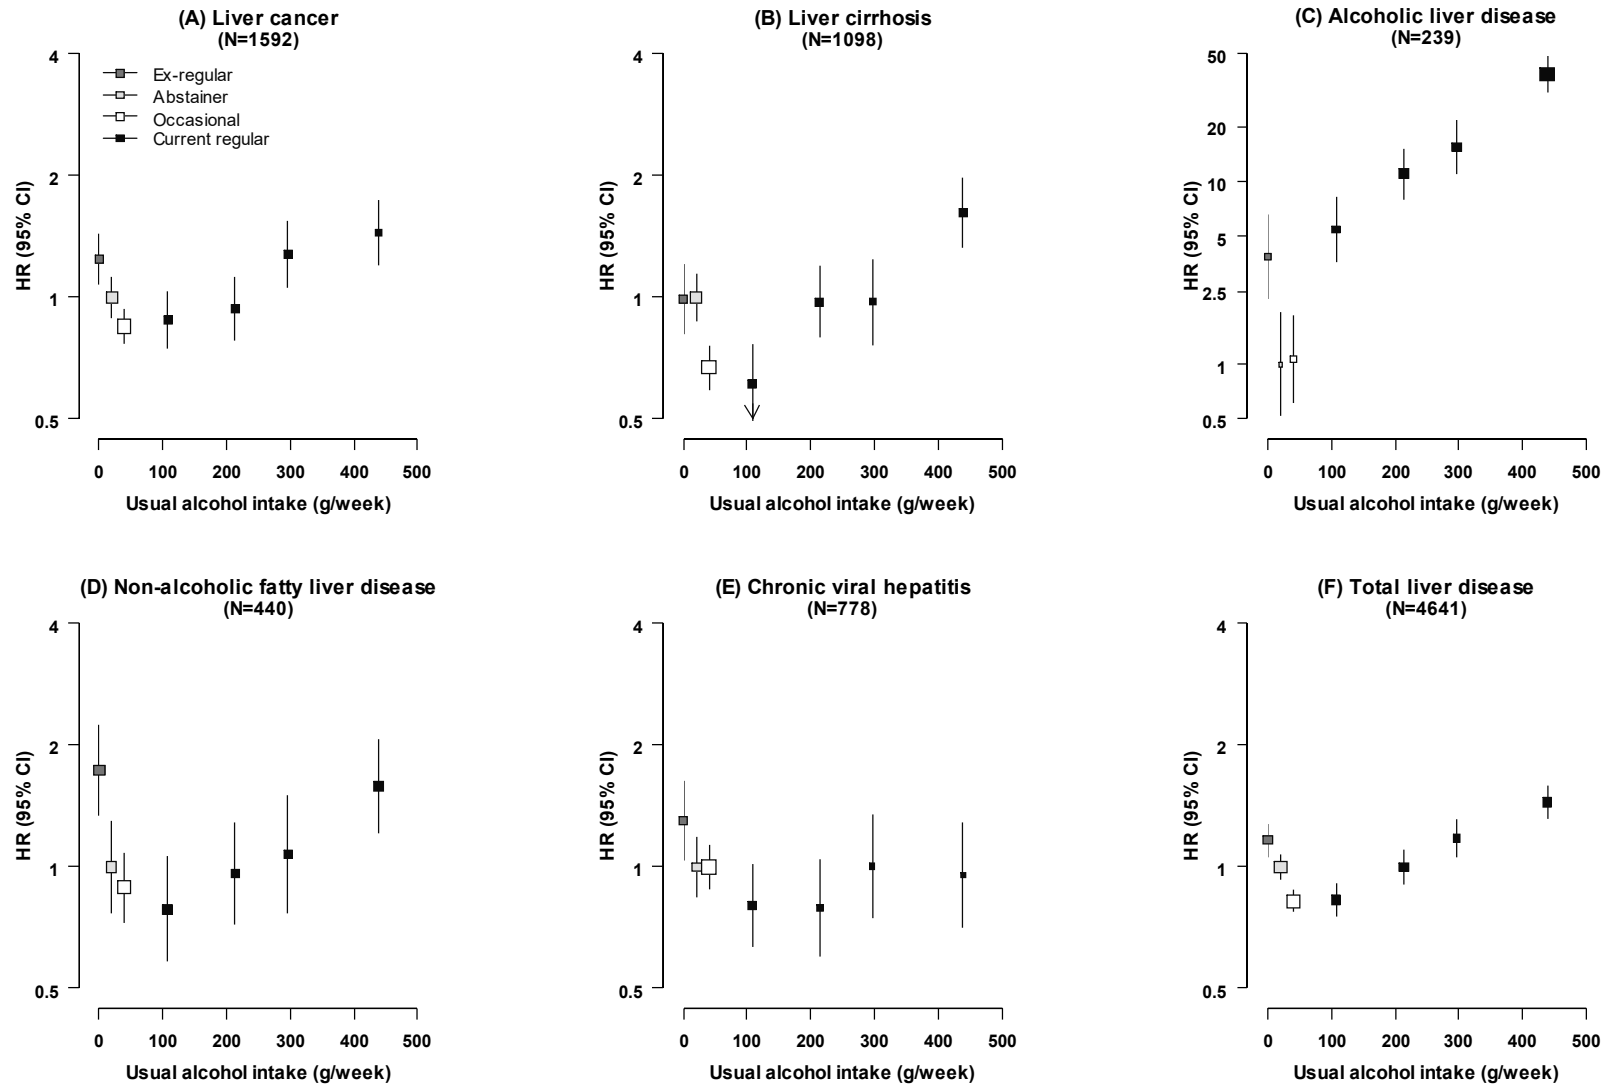 (A) Liver cancer
(N=1592)
4
2
1
0.5
HR (95% CI)
Ex-regular
Abstainer
Occasional
Current regular
0 100 200 300 400 500
Usual alcohol intake (g/week)
(B) Liver cirrhosis
(N=1098)
4
2
1
0.5
HR (95% CI)
0 100 200 300 400 500
Usual alcohol intake (g/week)
(C) Alcoholic liver disease
(N=239)
50
20
10
5
2.5
1
0.5
HR (95% CI)
0 100 200 300 400 500
Usual alcohol intake (g/week)
(D) Non-alcoholic fatty liver disease
(N=440)
4
2
1
0.5
HR (95% CI)
0 100 200 300 400 500
Usual alcohol intake (g/week)
(E) Chronic viral hepatitis
(N=778)
4
2
1
0.5
HR (95% CI)
0 100 200 300 400 500
Usual alcohol intake (g/week)
(F) Total liver disease
(N=4641)
4
2
1
0.5
HR (95% CI)
0 100 200 300 400 500
Usual alcohol intake (g/week)